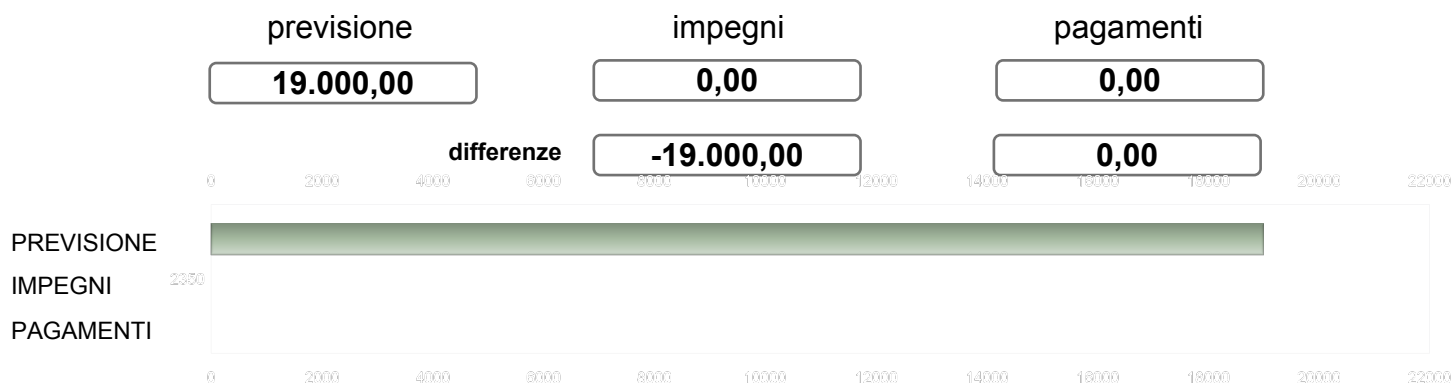 previsione impegni pagamenti
19.000,00 0,00 0,00
differenze -19.000,00 0,00
0 2000 4000 6000 8000 10000 12000 14000 16000 18000 20000 22000
PREVISIONE
2350
IMPEGNI
PAGAMENTI
0 2000 4000 6000 8000 10000 12000 14000 16000 18000 20000 22000